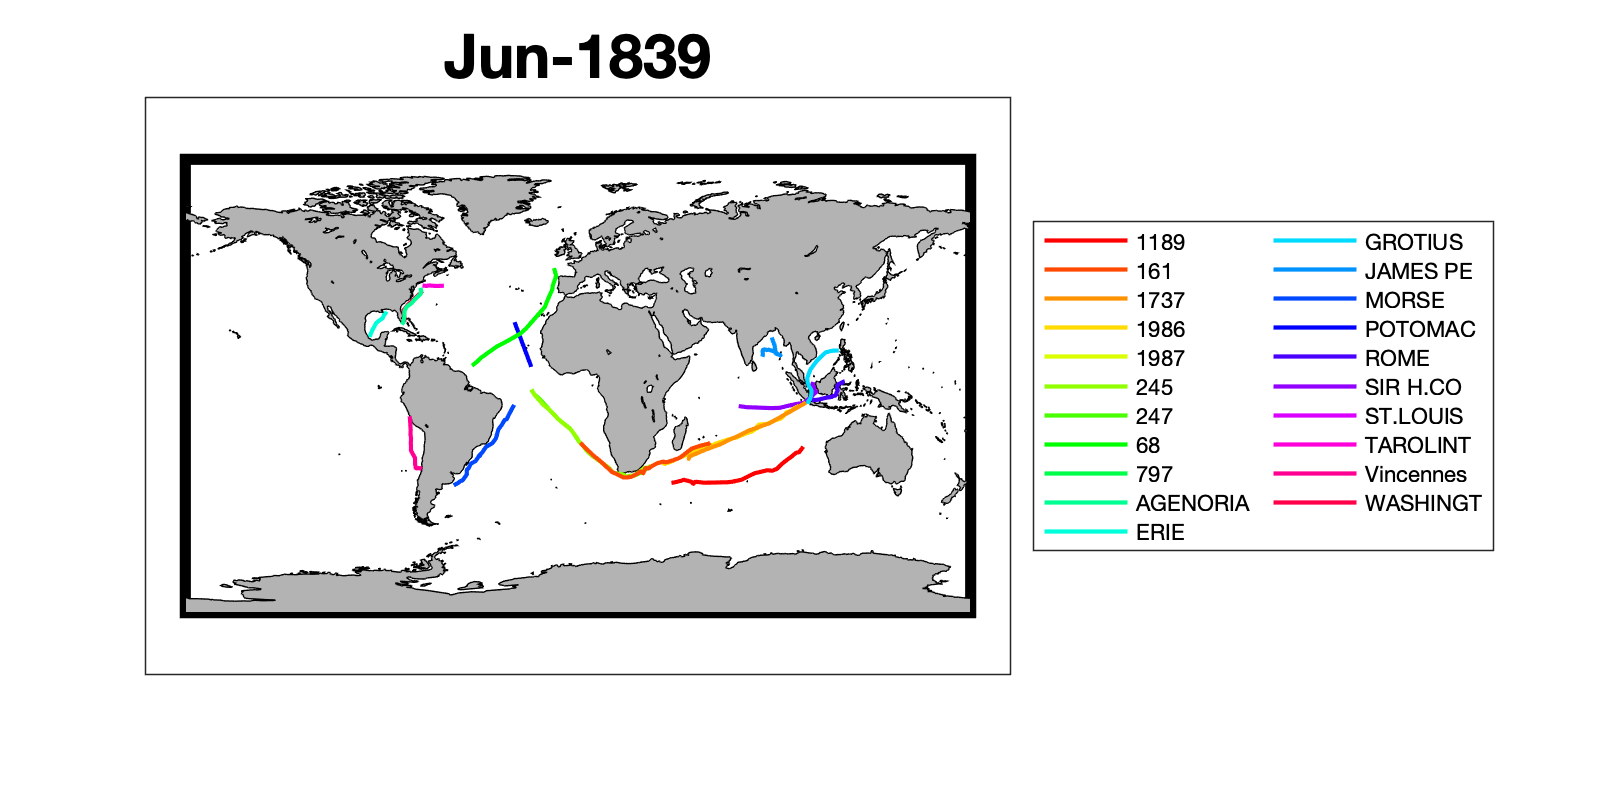 Jun-1839
1189
161
1737
1986
1987
245
247
68
797
AGENORIA
ERIE
GROTIUS
JAMES PE
MORSE
POTOMAC
ROME
SIR H.CO
ST.LOUIS
TAROLINT
Vincennes
WASHINGT